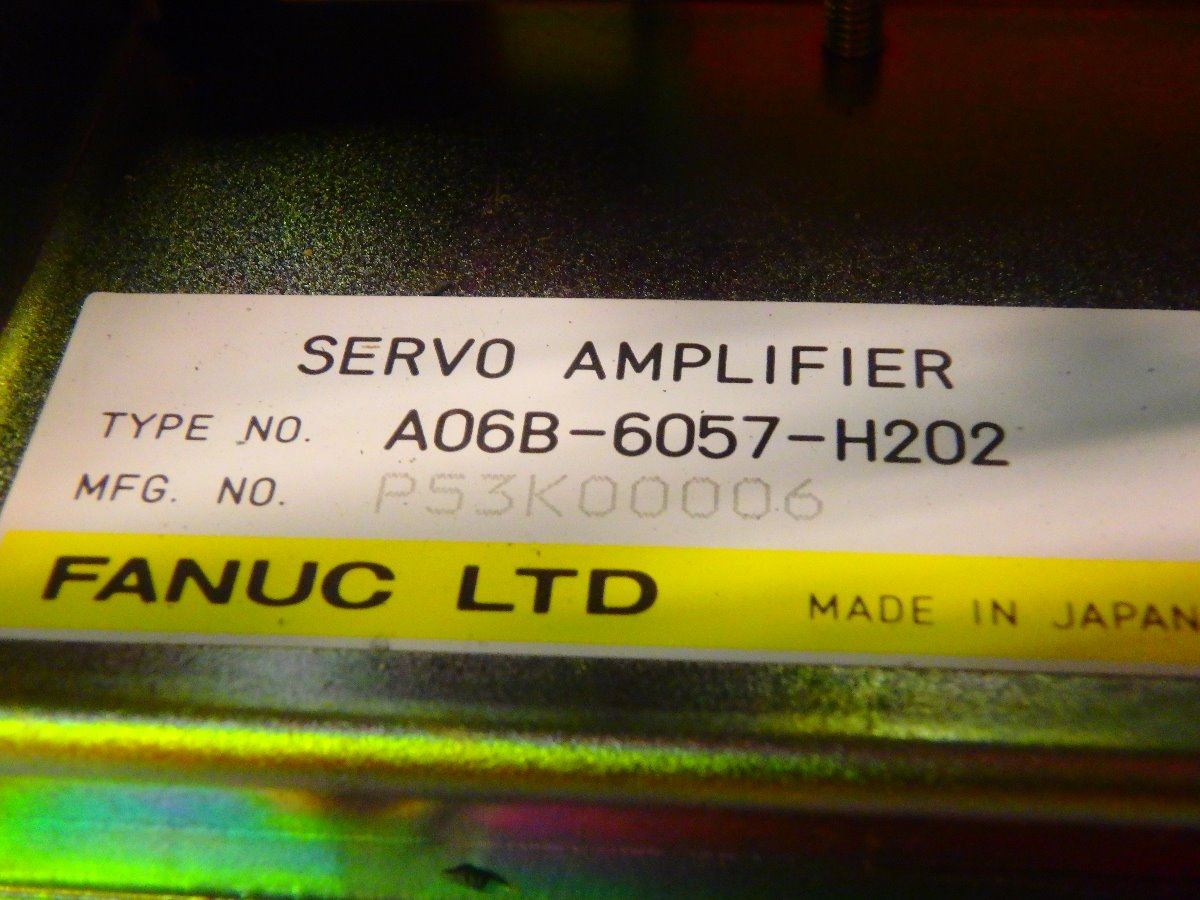 SERVO AMPLIFIER
TYPE NO. A06B-6057-H202
MFG. NO. PS3K00006
FANUC LTD MADE IN JAPAN